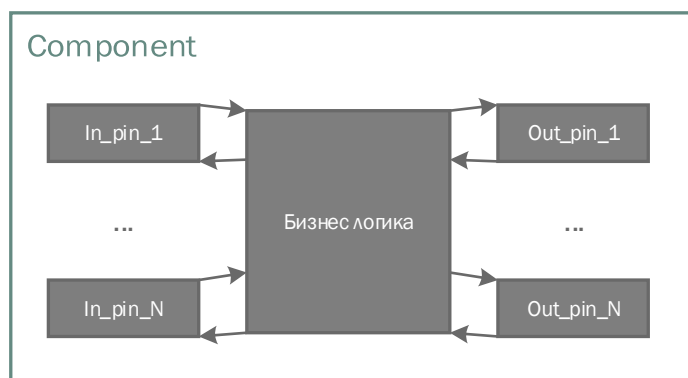 Component
In_pin_1
Out_pin_1
...
Бизнес логика
...
In_pin_N
Out_pin_N